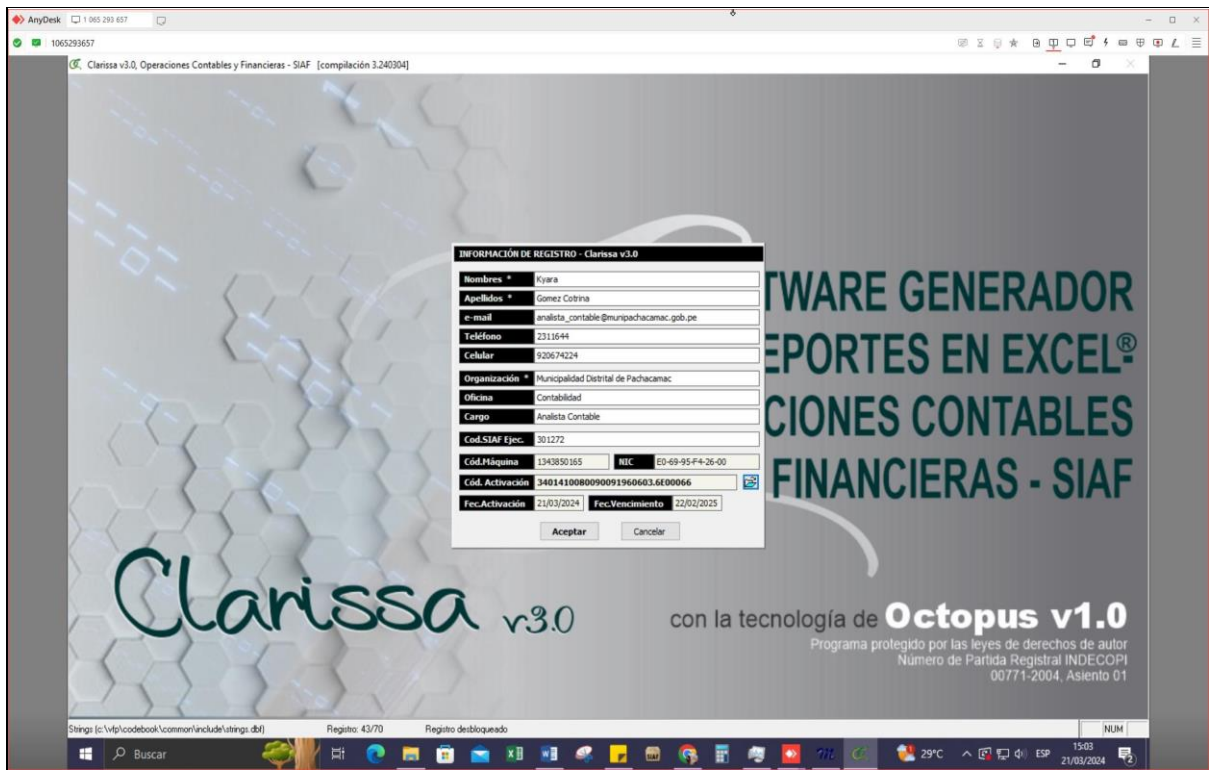 AnyDesk 1 065 293 657
1065293657
Clarissa v3.0, Operaciones Contables y Financieras - SIAF [compilación 3.240304]
TWARE GENERADOR
EPORTES EN EXCEL®
CIONES CONTABLES
FINANCIERAS - SIAF
INFORMACIÓN DE REGISTRO - Clarissa v3.0
Nombres * Kyara
Apellidos * Gomez Cotrina
e-mail analista_contable@munipachacamac.gob.pe
Teléfono 2311644
Celular 920674224
Organización * Municipalidad Distrital de Pachacamac
Oficina Contabilidad
Cargo Analista Contable
Cod.SIAF Ejec. 301272
Cód.Máquina 1343850165 NIC E0-69-95-F4-26-00
Cód. Activación 3401410080090091960603.6E00066
Fec.Activación 21/03/2024 Fec.Vencimiento 22/02/2025
Aceptar Cancelar
Clarissa v3.0
con la tecnología de Octopus v1.0
Programa protegido por las leyes de derechos de autor
Número de Partida Registral INDECOPI
00771-2004, Asiento 01
Strings (c:\vfp\codebook\common\include\strings.dbf) Registro: 43/70 Registro desbloqueado NUM
Buscar 29°C ESP 15:03
21/03/2024